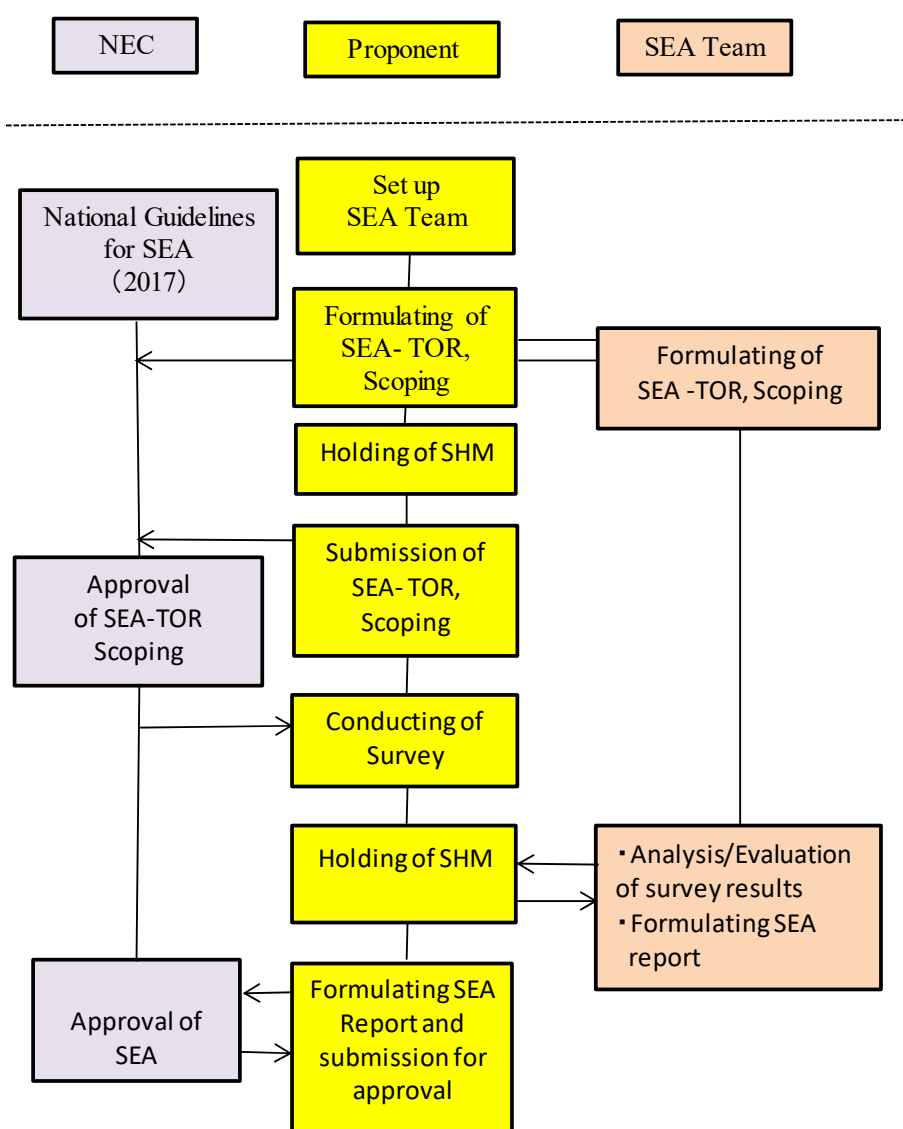 NEC
Proponent
SEA Team
National Guidelines
for SEA
（2017）
Set up
SEA Team
Formulating of
SEA- TOR,
Scoping
Formulating of
SEA -TOR, Scoping
Holding of SHM
Approval
of SEA-TOR
Scoping
Submission of
SEA- TOR,
Scoping
Conducting of
Survey
Holding of SHM
・Analysis/Evaluation
of survey results
・Formulating SEA
report
Approval of
SEA
Formulating SEA
Report and
submission for
approval